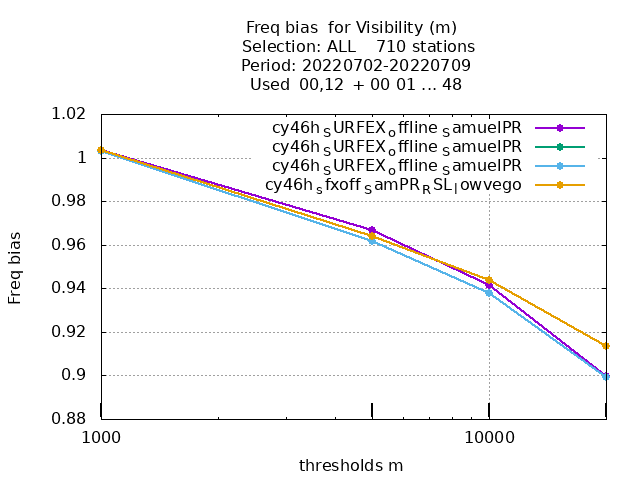 Freq bias  for Visibility (m)
Selection: ALL    710 stations
Period: 20220702-20220709
Used  00,12  + 00 01 ... 48
1.02
1
0.98
0.96
0.94
0.92
0.9
0.88
Freq bias
cy46h_SURFEX_offline_SamuelPR
cy46h_SURFEX_offline_SamuelPR
cy46h_SURFEX_offline_SamuelPR
cy46h_sfxoff_SamPR_RSL_lowvego
1000 10000
thresholds m